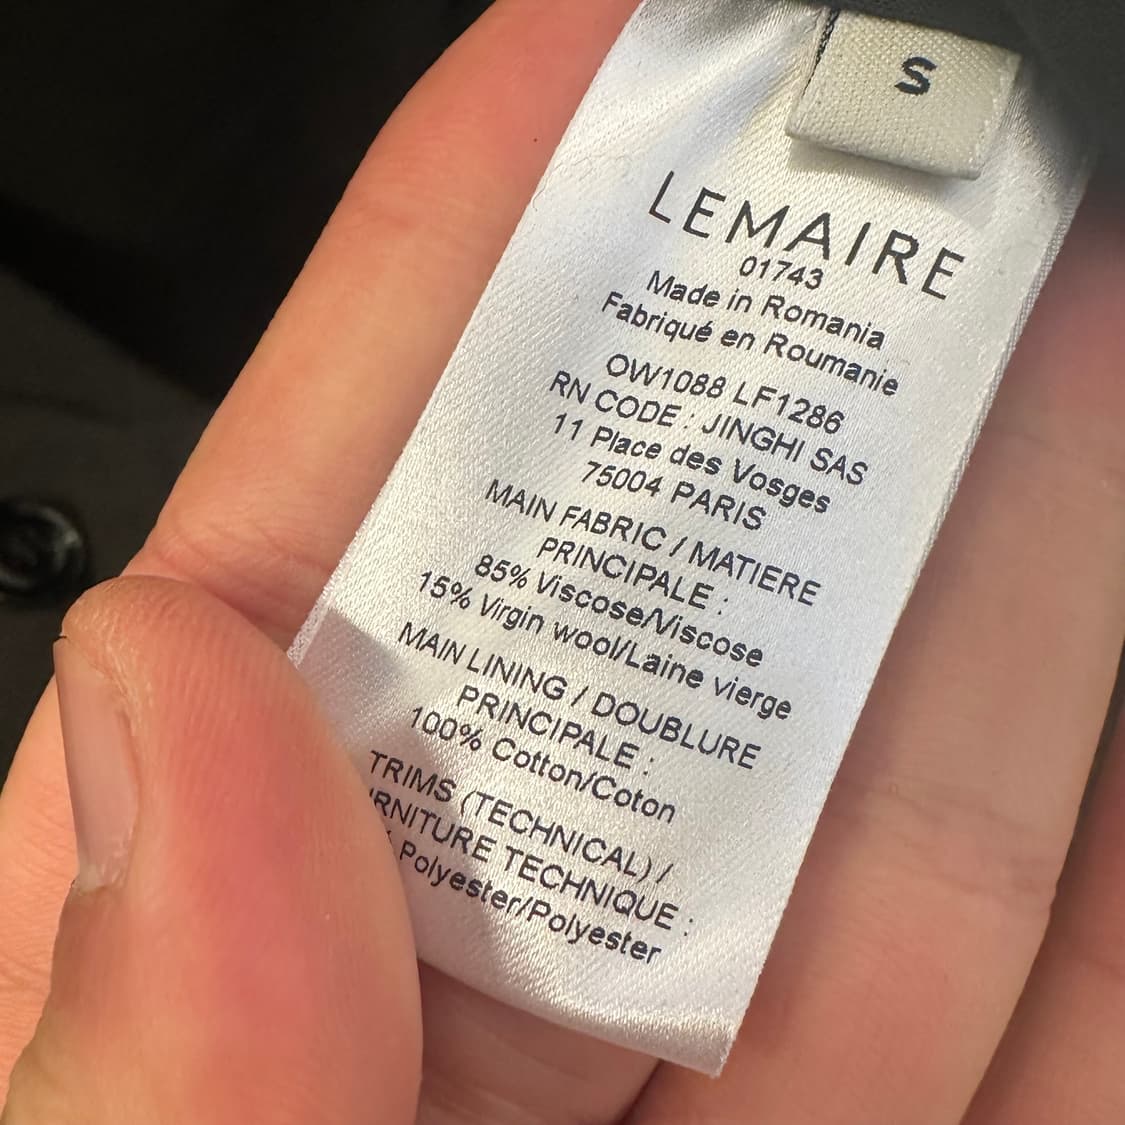 S
LEMAIRE
01743
Made in Romania
Fabriqué en Roumanie
OW1088 LF1286
RN CODE : JINGHI SAS
11 Place des Vosges
75004 PARIS
MAIN FABRIC / MATIERE
PRINCIPALE :
85% Viscose/Viscose
15% Virgin wool/Laine vierge
MAIN LINING / DOUBLURE
PRINCIPALE :
100% Cotton/Coton
TRIMS (TECHNICAL) /
TECHNIQUE :
Polyester/Polyester